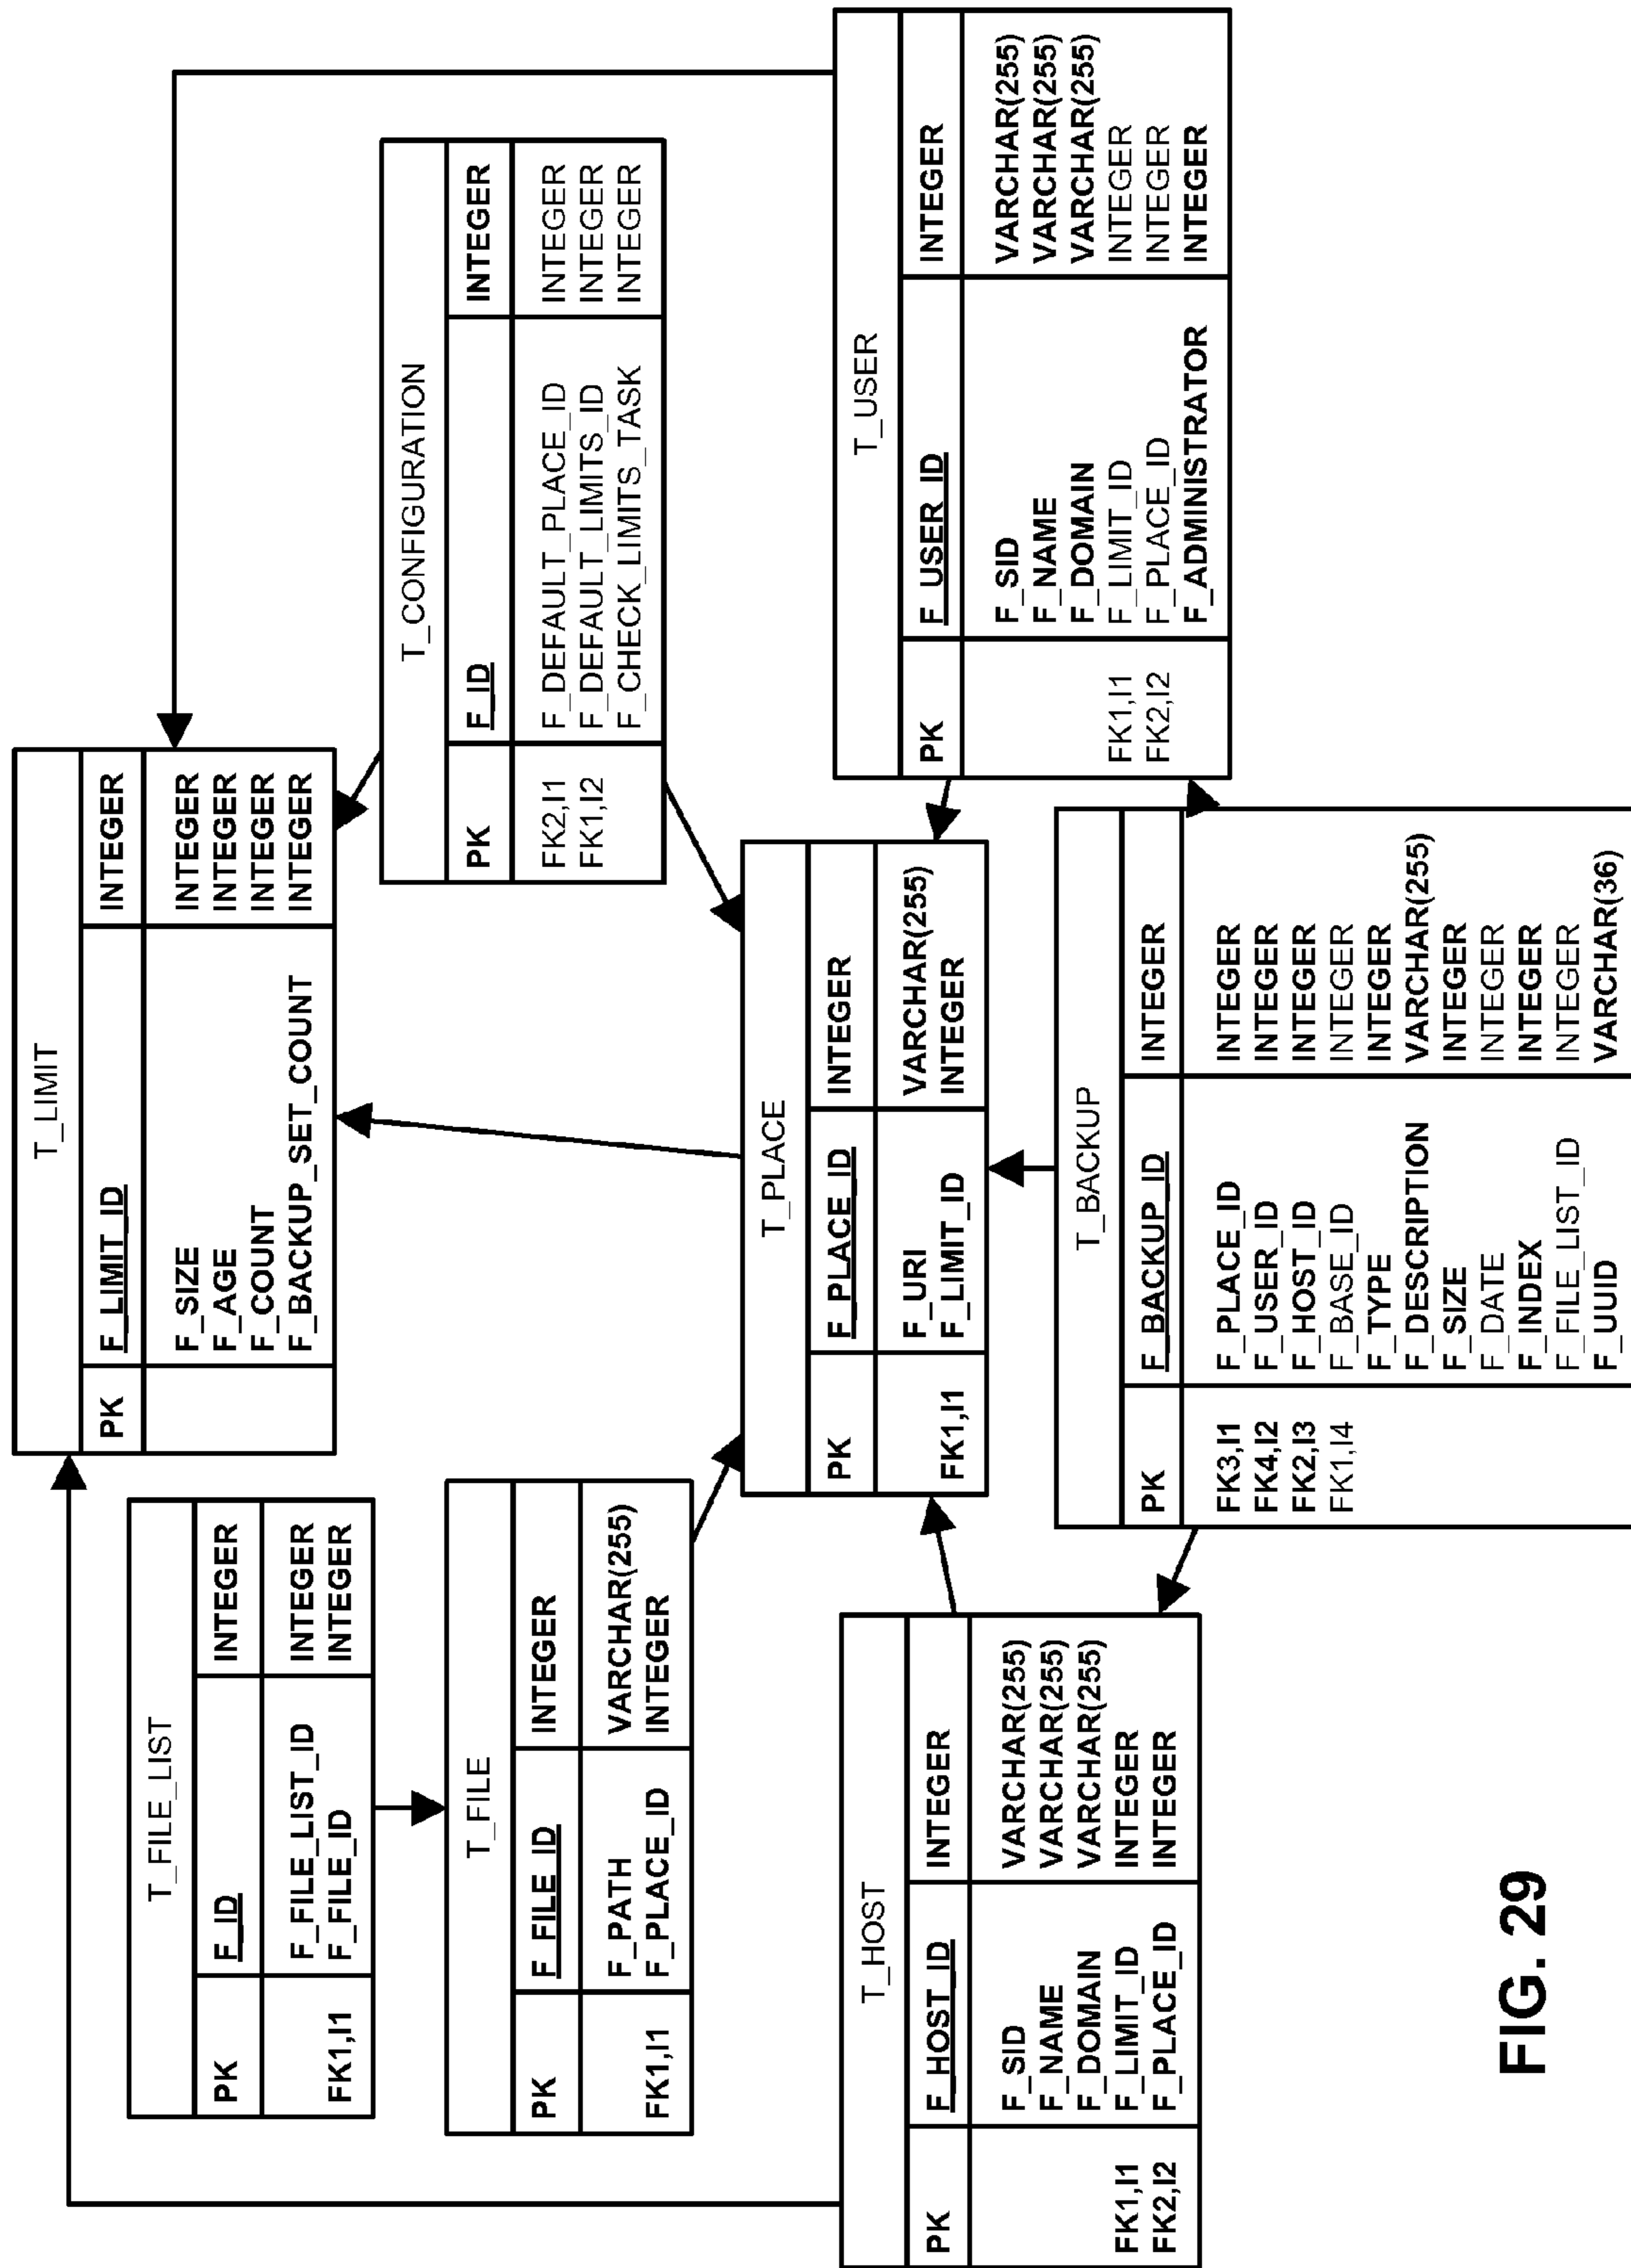 T_LIMIT
PK F_LIMIT_ID INTEGER
F_SIZE INTEGER
F_AGE INTEGER
F_COUNT INTEGER
F_BACKUP_SET_COUNT INTEGER
T_FILE_LIST
PK F_ID INTEGER
F_FILE_LIST_ID INTEGER
FK1,I1 F_FILE_ID INTEGER
T_CONFIGURATION
PK F_ID INTEGER
FK2,I1 F_DEFAULT_PLACE_ID INTEGER
FK1,I2 F_DEFAULT_LIMITS_ID INTEGER
F_CHECK_LIMITS_TASK INTEGER
T_FILE
PK F_FILE_ID INTEGER
F_PATH VARCHAR(255)
FK1,I1 F_PLACE_ID INTEGER
T_PLACE
PK F_PLACE_ID INTEGER
F_URI VARCHAR(255)
FK1,I1 F_LIMIT_ID INTEGER
T_HOST
PK F_HOST_ID INTEGER
F_SID VARCHAR(255)
F_NAME VARCHAR(255)
F_DOMAIN VARCHAR(255)
FK1,I1 F_LIMIT_ID INTEGER
FK2,I2 F_PLACE_ID INTEGER
T_USER
PK F_USER_ID INTEGER
F_SID VARCHAR(255)
F_NAME VARCHAR(255)
F_DOMAIN VARCHAR(255)
FK1,I1 F_LIMIT_ID INTEGER
FK2,I2 F_PLACE_ID INTEGER
F_ADMINISTRATOR INTEGER
T_BACKUP
PK F_BACKUP_ID INTEGER
FK3,I1 F_PLACE_ID INTEGER
FK4,I2 F_USER_ID INTEGER
FK2,I3 F_HOST_ID INTEGER
FK1,I4 F_BASE_ID INTEGER
F_TYPE INTEGER
F_DESCRIPTION VARCHAR(255)
F_SIZE INTEGER
F_DATE INTEGER
F_INDEX INTEGER
F_FILE_LIST_ID INTEGER
F_UUID VARCHAR(36)
FIG. 29